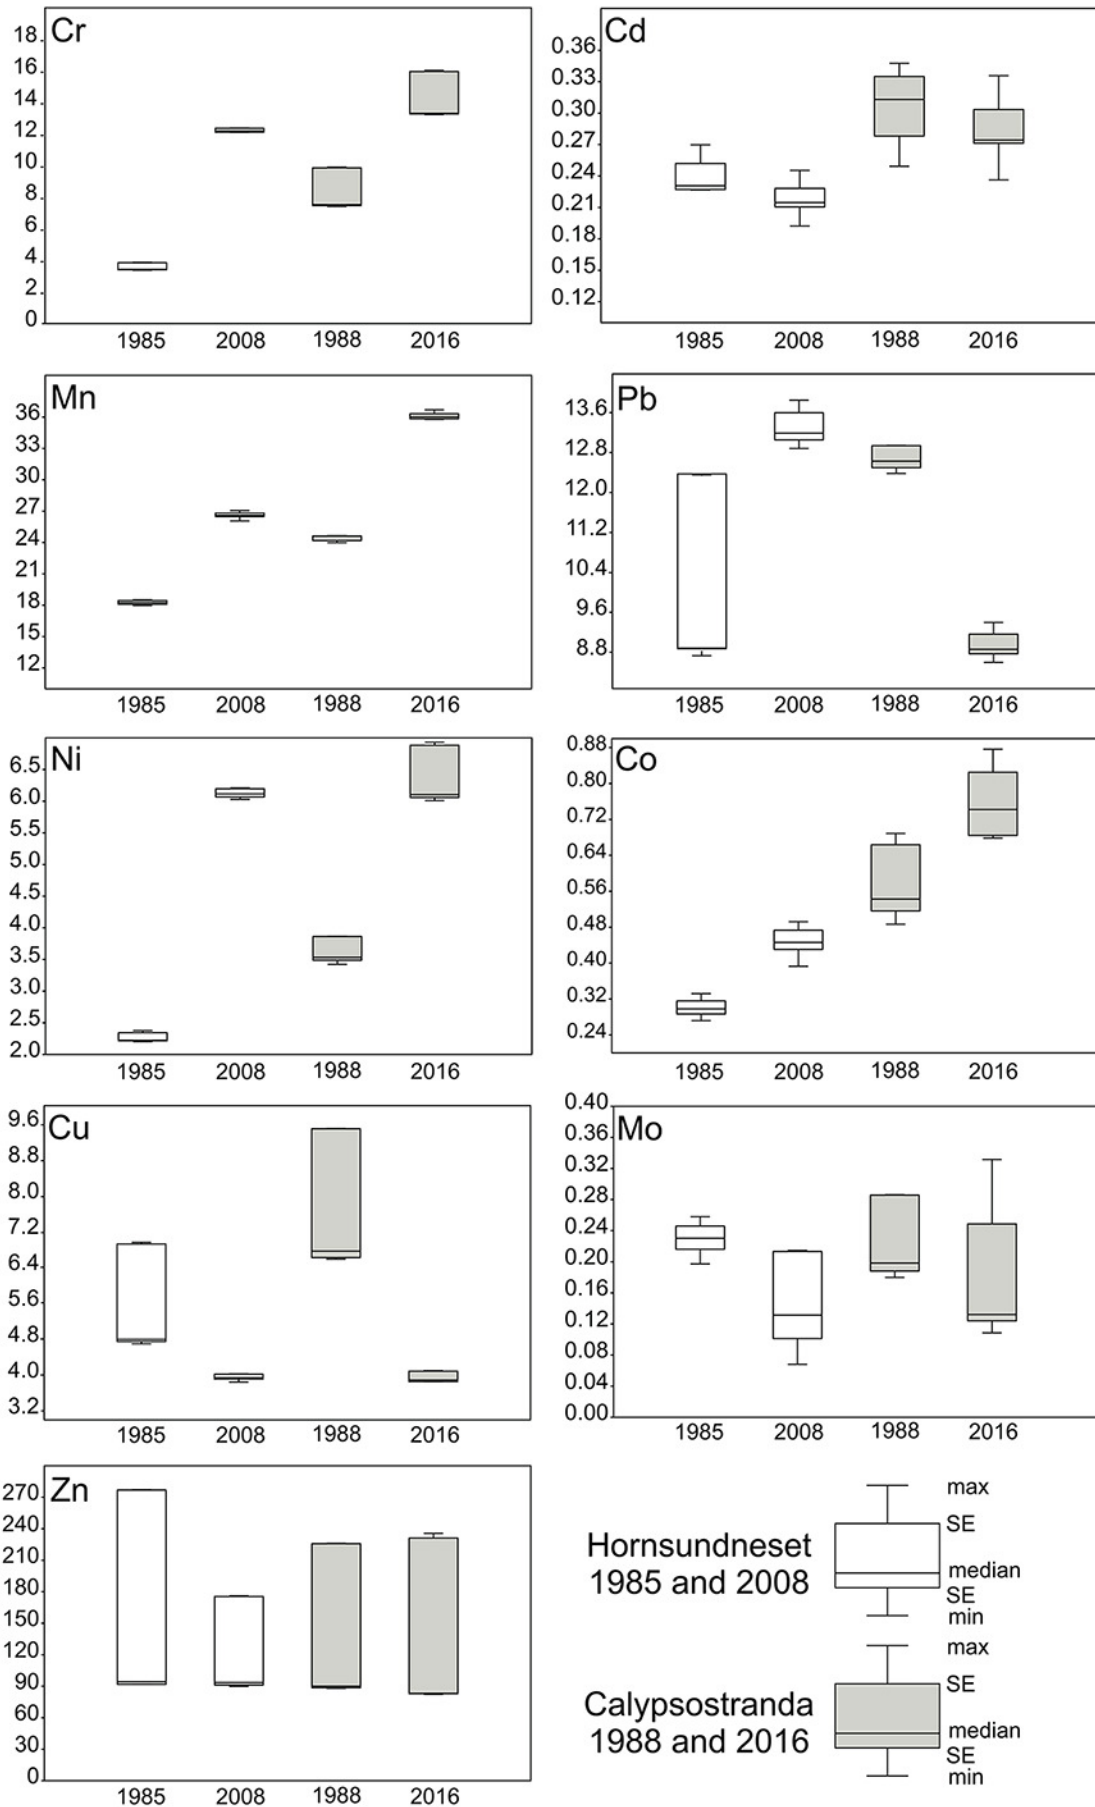 Cr
18
16
14
12
10
8
6
4
2
0
1985 2008 1988 2016
Cd
0.36
0.33
0.30
0.27
0.24
0.21
0.18
0.15
0.12
1985 2008 1988 2016
Mn
36
33
30
27
24
21
18
15
12
1985 2008 1988 2016
Pb
13.6
12.8
12.0
11.2
10.4
9.6
8.8
1985 2008 1988 2016
Ni
6.5
6.0
5.5
5.0
4.5
4.0
3.5
3.0
2.5
2.0
1985 2008 1988 2016
Co
0.88
0.80
0.72
0.64
0.56
0.48
0.40
0.32
0.24
1985 2008 1988 2016
Cu
9.6
8.8
8.0
7.2
6.4
5.6
4.8
4.0
3.2
1985 2008 1988 2016
Mo
0.40
0.36
0.32
0.28
0.24
0.20
0.16
0.12
0.08
0.04
0.00
1985 2008 1988 2016
Zn
270
240
210
180
150
120
90
60
30
0
1985 2008 1988 2016
Hornsundneset
1985 and 2008
max
SE
median
SE
min
Calypsostranda
1988 and 2016
max
SE
median
SE
min